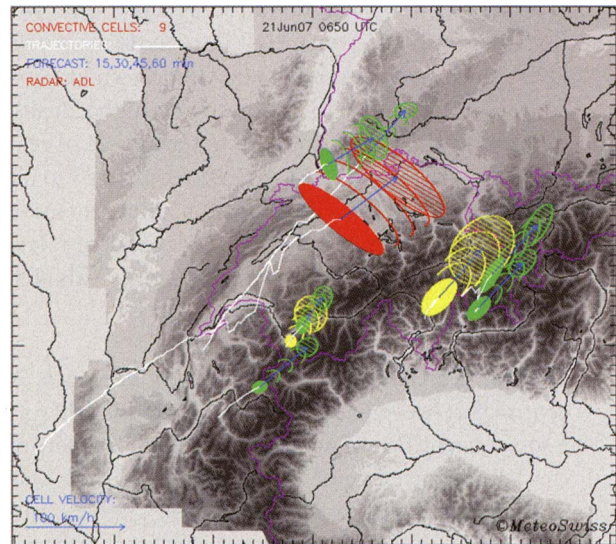 CONVECTIVE CELLS: 9
21Jun07 0650 UTC
TRAJECTORIES:
FORECAST: 15,30,45,60 min
RADAR: ADL
CELL VELOCITY:
100 km/h
©MeteoSwiss